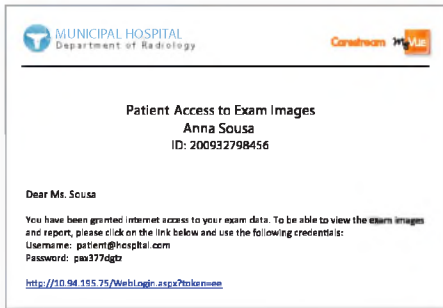 MUNICIPAL HOSPITAL
Department of Radiology
Carestream MyVue
Patient Access to Exam Images
Anna Sousa
ID: 200932798456
Dear Ms. Sousa
You have been granted internet access to your exam data. To be able to view the exam images
and report, please click on the link below and use the following credentials:
Username: patient@hospital.com
Password: pax377dgtz
http://10.94.195.75/WebLogin.aspx?token=ee